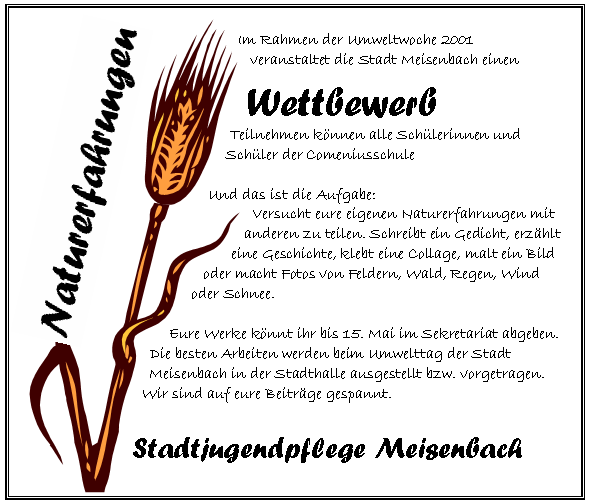 Naturerfahrungen
Im Rahmen der Umweltwoche 2001
veranstaltet die Stadt Meisenbach einen
Wettbewerb
Teilnehmen können alle Schülerinnen und
Schüler der Comeniusschule
Und das ist die Aufgabe:
Versucht eure eigenen Naturerfahrungen mit
anderen zu teilen. Schreibt ein Gedicht, erzählt
eine Geschichte, klebt eine Collage, malt ein Bild
oder macht Fotos von Feldern, Wald, Regen, Wind
oder Schnee.
Eure Werke könnt ihr bis 15. Mai im Sekretariat abgeben.
Die besten Arbeiten werden beim Umwelttag der Stadt
Meisenbach in der Stadthalle ausgestellt bzw. vorgetragen.
Wir sind auf eure Beiträge gespannt.
Stadtjugendpflege Meisenbach